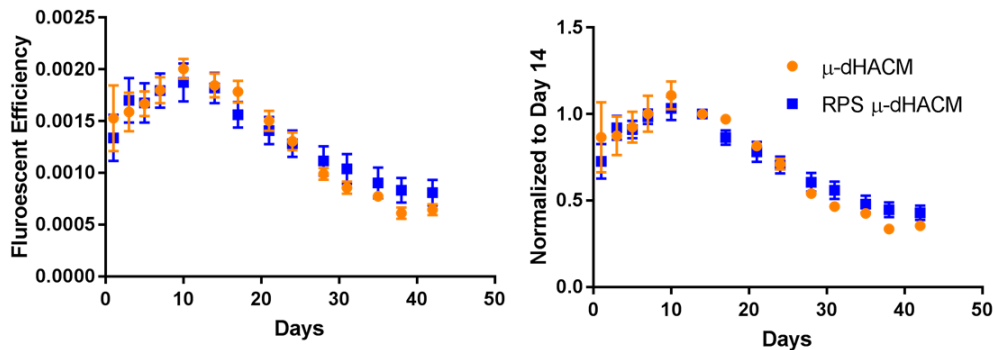 Fluroescent Efficiency
0.0025
0.0020
0.0015
0.0010
0.0005
0.0000
0 10 20 30 40 50
Days
Normalized to Day 14
1.5
1.0
0.5
0.0
0 10 20 30 40 50
Days
μ-dHACM
RPS μ-dHACM